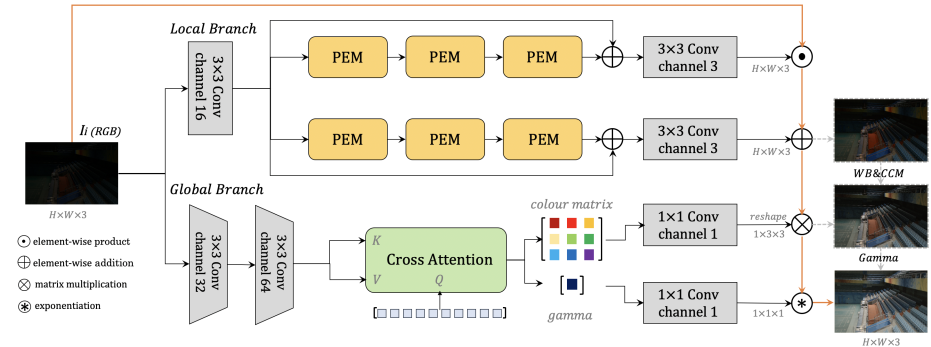 Local Branch
3×3 Conv
channel 16
PEM
PEM
PEM
3×3 Conv
channel 3
H×W×3
Ii (RGB)
PEM
PEM
PEM
3×3 Conv
channel 3
H×W×3
WB&CCM
H×W×3
Global Branch
3×3 Conv
channel 32
3×3 Conv
channel 64
K
V
Q
Cross Attention
colour matrix
gamma
1×1 Conv
channel 1
reshape
1×3×3
Gamma
1×1 Conv
channel 1
1×1×1
H×W×3
element-wise product
element-wise addition
matrix multiplication
exponentiation